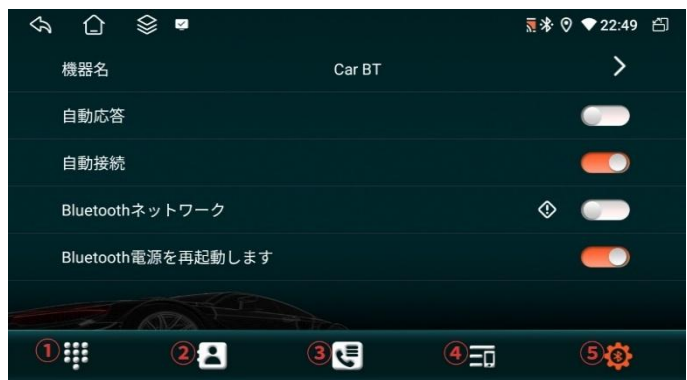 22:49
機器名 Car BT
自動応答
自動接続
Bluetoothネットワーク
Bluetooth電源を再起動します
① ② ③ ④ ⑤